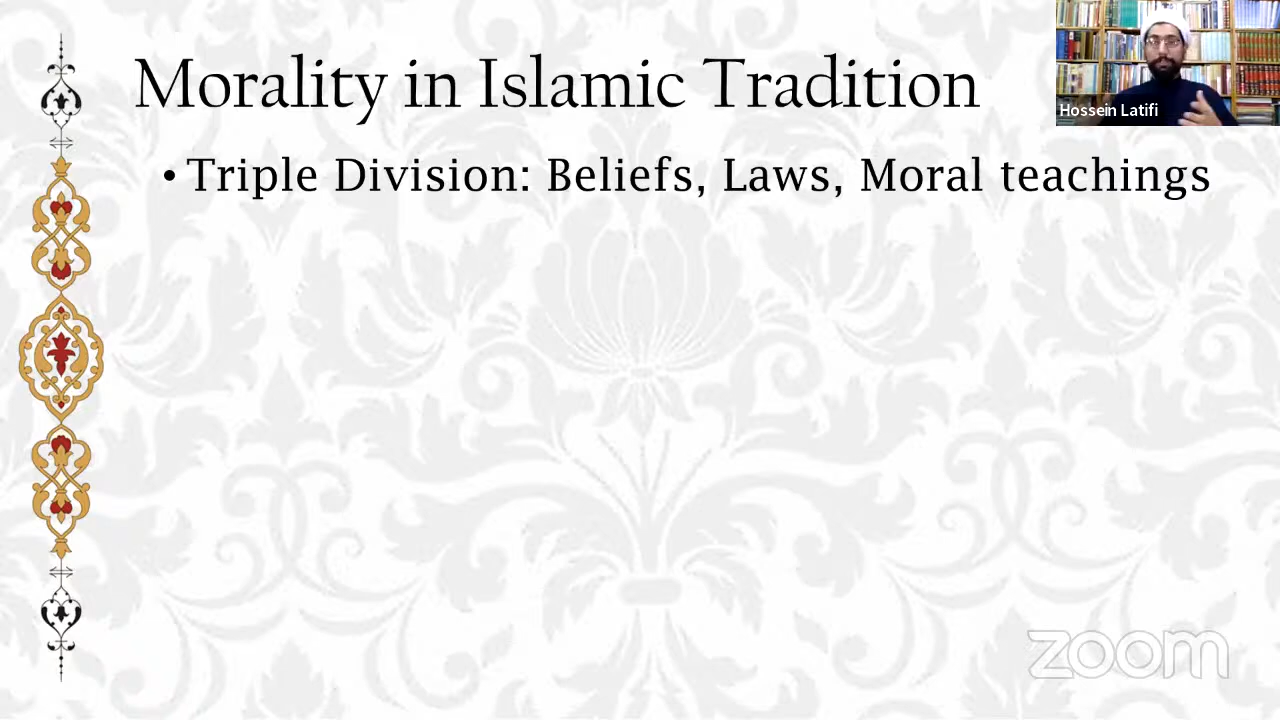 Morality in Islamic Tradition
Hossein Latifi
• Triple Division: Beliefs, Laws, Moral teachings
zoom